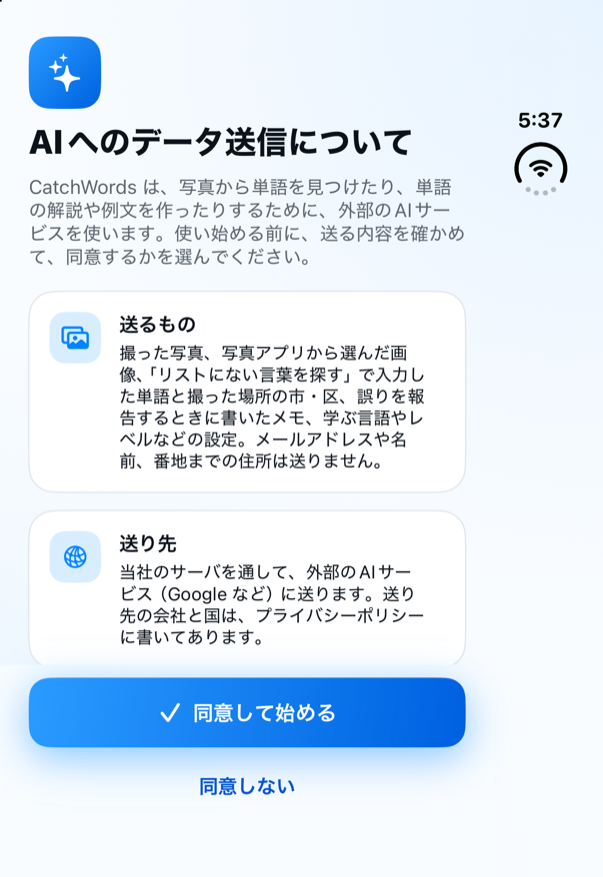 5:37
AIへのデータ送信について
CatchWords は、写真から単語を見つけたり、単語
の解説や例文を作ったりするために、外部のAIサー
ビスを使います。使い始める前に、送る内容を確かめ
て、同意するかを選んでください。
送るもの
撮った写真、写真アプリから選んだ画
像、「リストにない言葉を探す」で入力し
た単語と撮った場所の市・区、誤りを報
告するときに書いたメモ、学ぶ言語やレ
ベルなどの設定。メールアドレスや名
前、番地までの住所は送りません。
送り先
当社のサーバを通して、外部のAIサー
ビス（Google など）に送ります。送り
先の会社と国は、プライバシーポリシー
に書いてあります。
同意して始める
同意しない